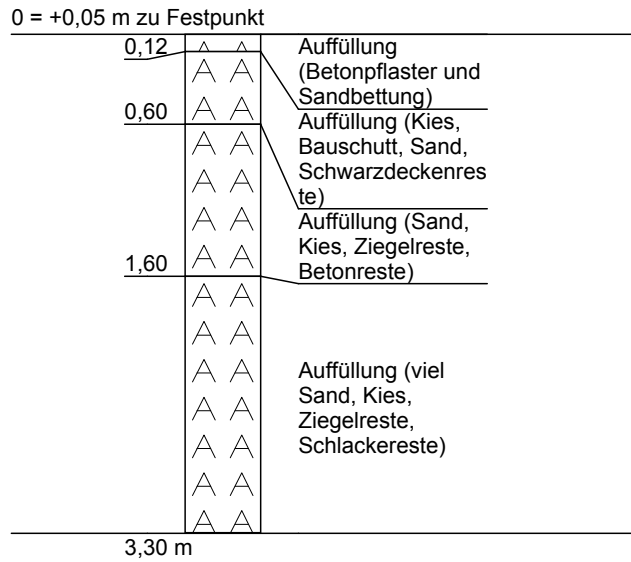 0 = +0,05 m zu Festpunkt
0,12
Auffüllung
(Betonpflaster und
Sandbettung)
0,60
Auffüllung (Kies,
Bauschutt, Sand,
Schwarzdeckenres
te)
Auffüllung (Sand,
Kies, Ziegelreste,
Betonreste)
1,60
Auffüllung (viel
Sand, Kies,
Ziegelreste,
Schlackereste)
3,30 m